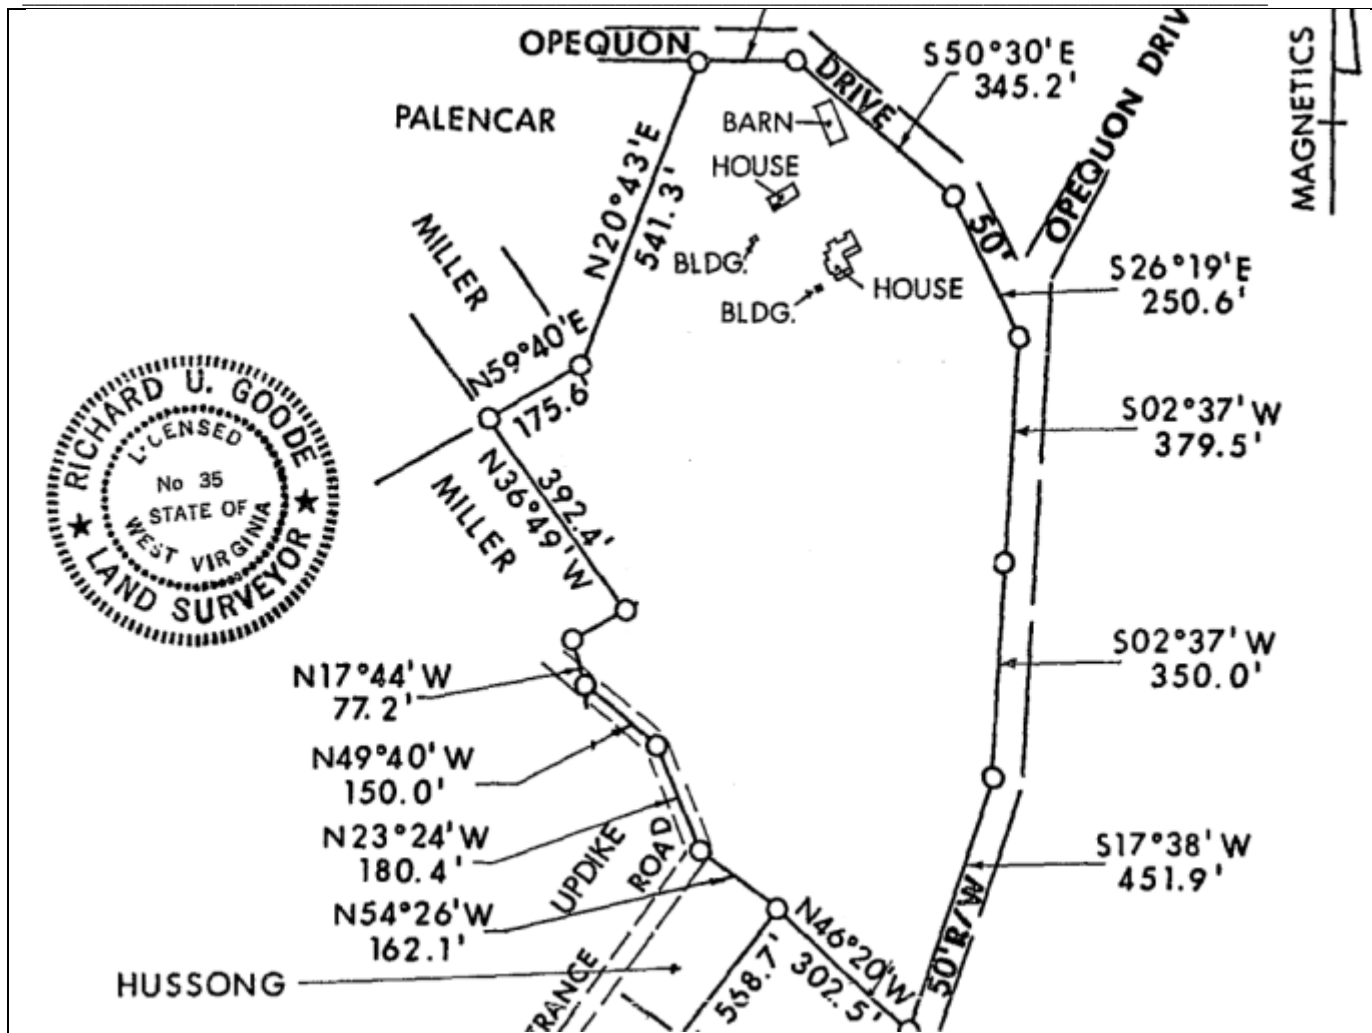 OPEQUON
DRIVE
S50°30'E
345.2'
OPEQUON DRIV
MAGNETICS
PALENCAR
BARN
HOUSE
N20°43'E
541.3'
MILLER
BLDG.
HOUSE
BLDG.
50'
S26°19'E
250.6'
N59°40'E
175.6
RICHARD U. GOODE
LICENSED
No 35
STATE OF
WEST VIRGINIA
★ LAND SURVEYOR ★
S02°37'W
379.5'
392.4'
N36°49'W
MILLER
N17°44'W
77.2'
S02°37'W
350.0'
N49°40'W
150.0'
N23°24'W
180.4'
UPDIKE
ROAD
S17°38'W
451.9'
N54°26'W
162.1'
N46°20'W
302.5'
50'R/W
HUSSONG
568.7'
TRANCE